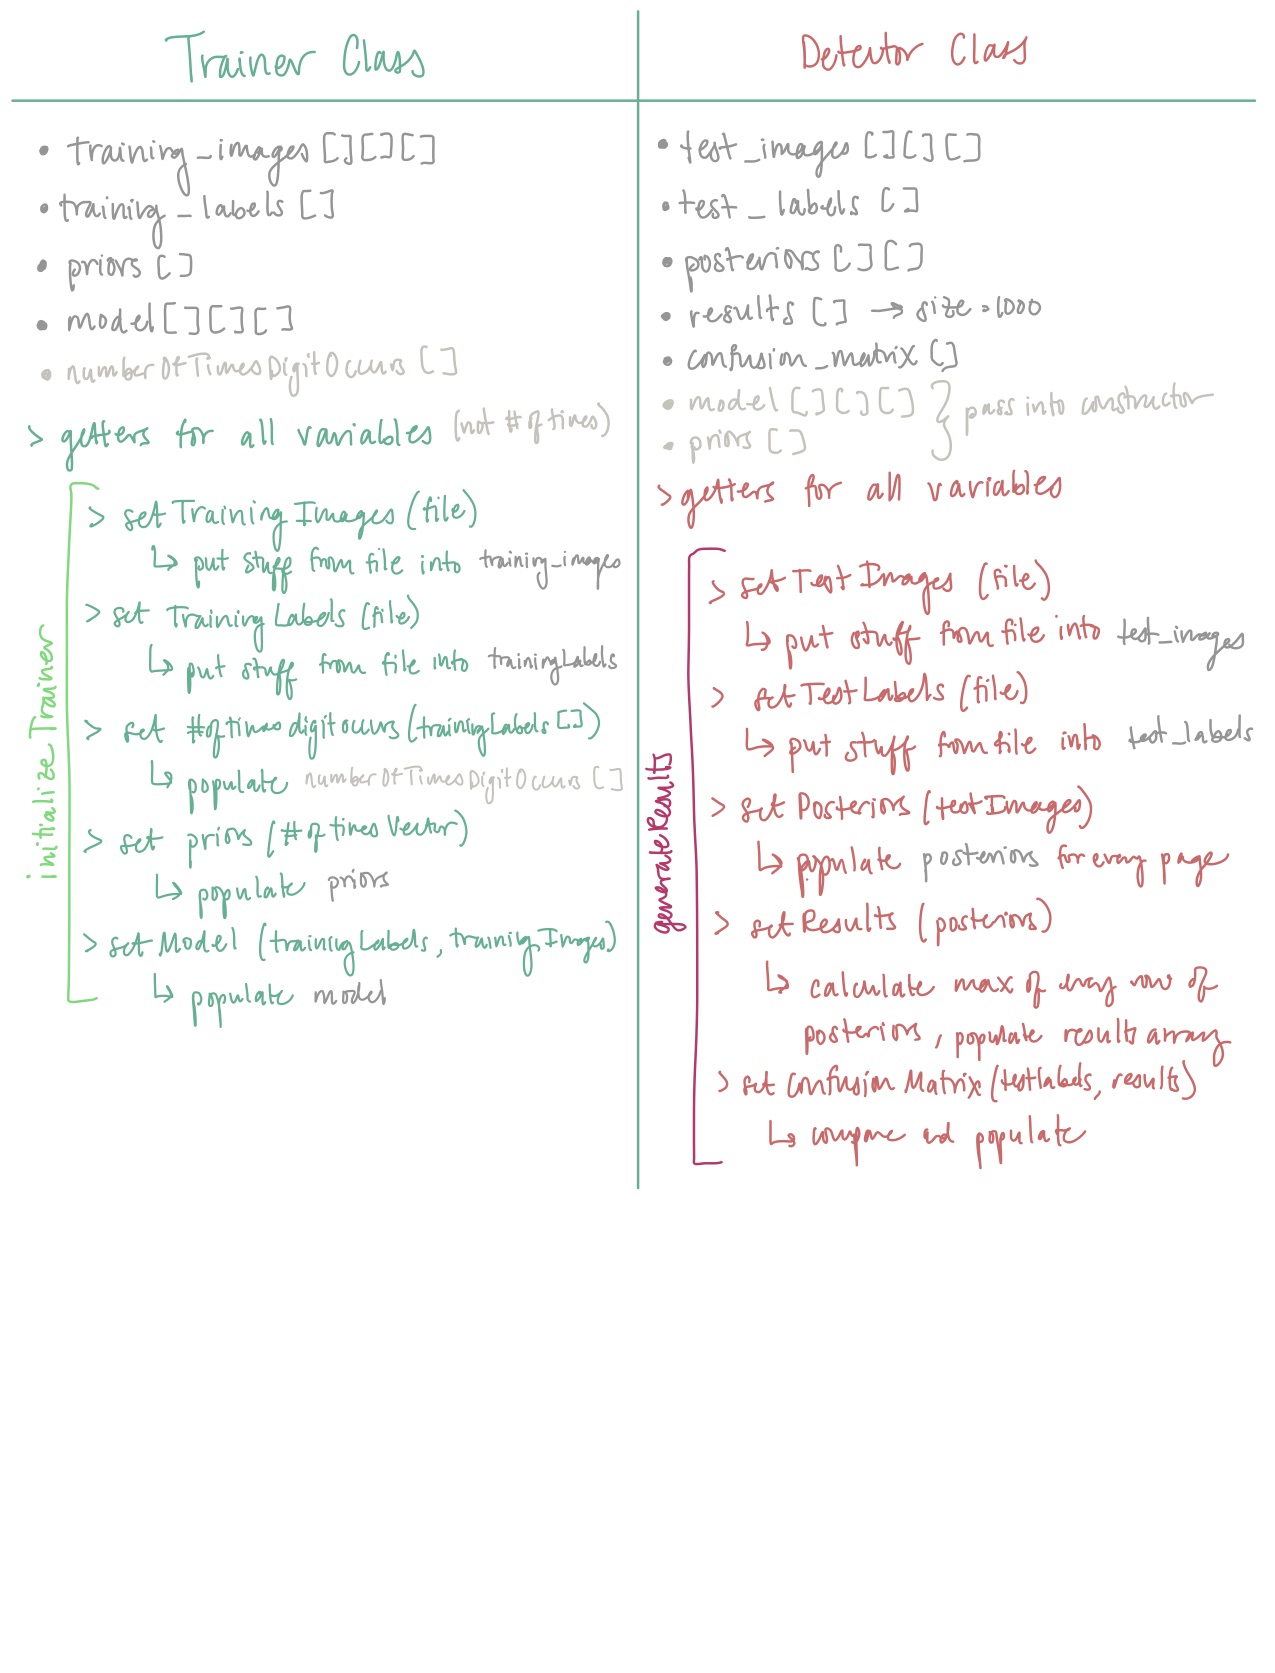 Trainer Class
• training_images [][][]
• training_labels []
• priors []
• model[][][]
• numberOfTimesDigitOccurs []
> getters for all variables (not # of times)
initialize Trainer
> set Training Images (file)
↳ put stuff from file into training_images
> set Training Labels (file)
↳ put stuff from file into trainingLabels
> set #oftimesdigitoccurs (trainingLabels [])
↳ populate numberOfTimesDigitOccurs []
> set priors (# of times Vector)
↳ populate priors
> set Model (trainingLabels, training Images)
↳ populate model
Detector Class
• test_images [][][]
• test_labels []
• posteriors [][]
• results [] → size = 1000
• confusion_matrix []
• model [][][] } pass into constructor
• priors []
> getters for all variables
generateResults
> set Test Images (file)
↳ put stuff from file into test_images
> set Test Labels (file)
↳ put stuff from file into test_labels
> set Posteriors (testImages)
↳ populate posteriors for every page
> set Results (posteriors)
↳ calculate max of every row of
posteriors, populate results array
> set Confusion Matrix (testlabels, results)
↳ compare and populate